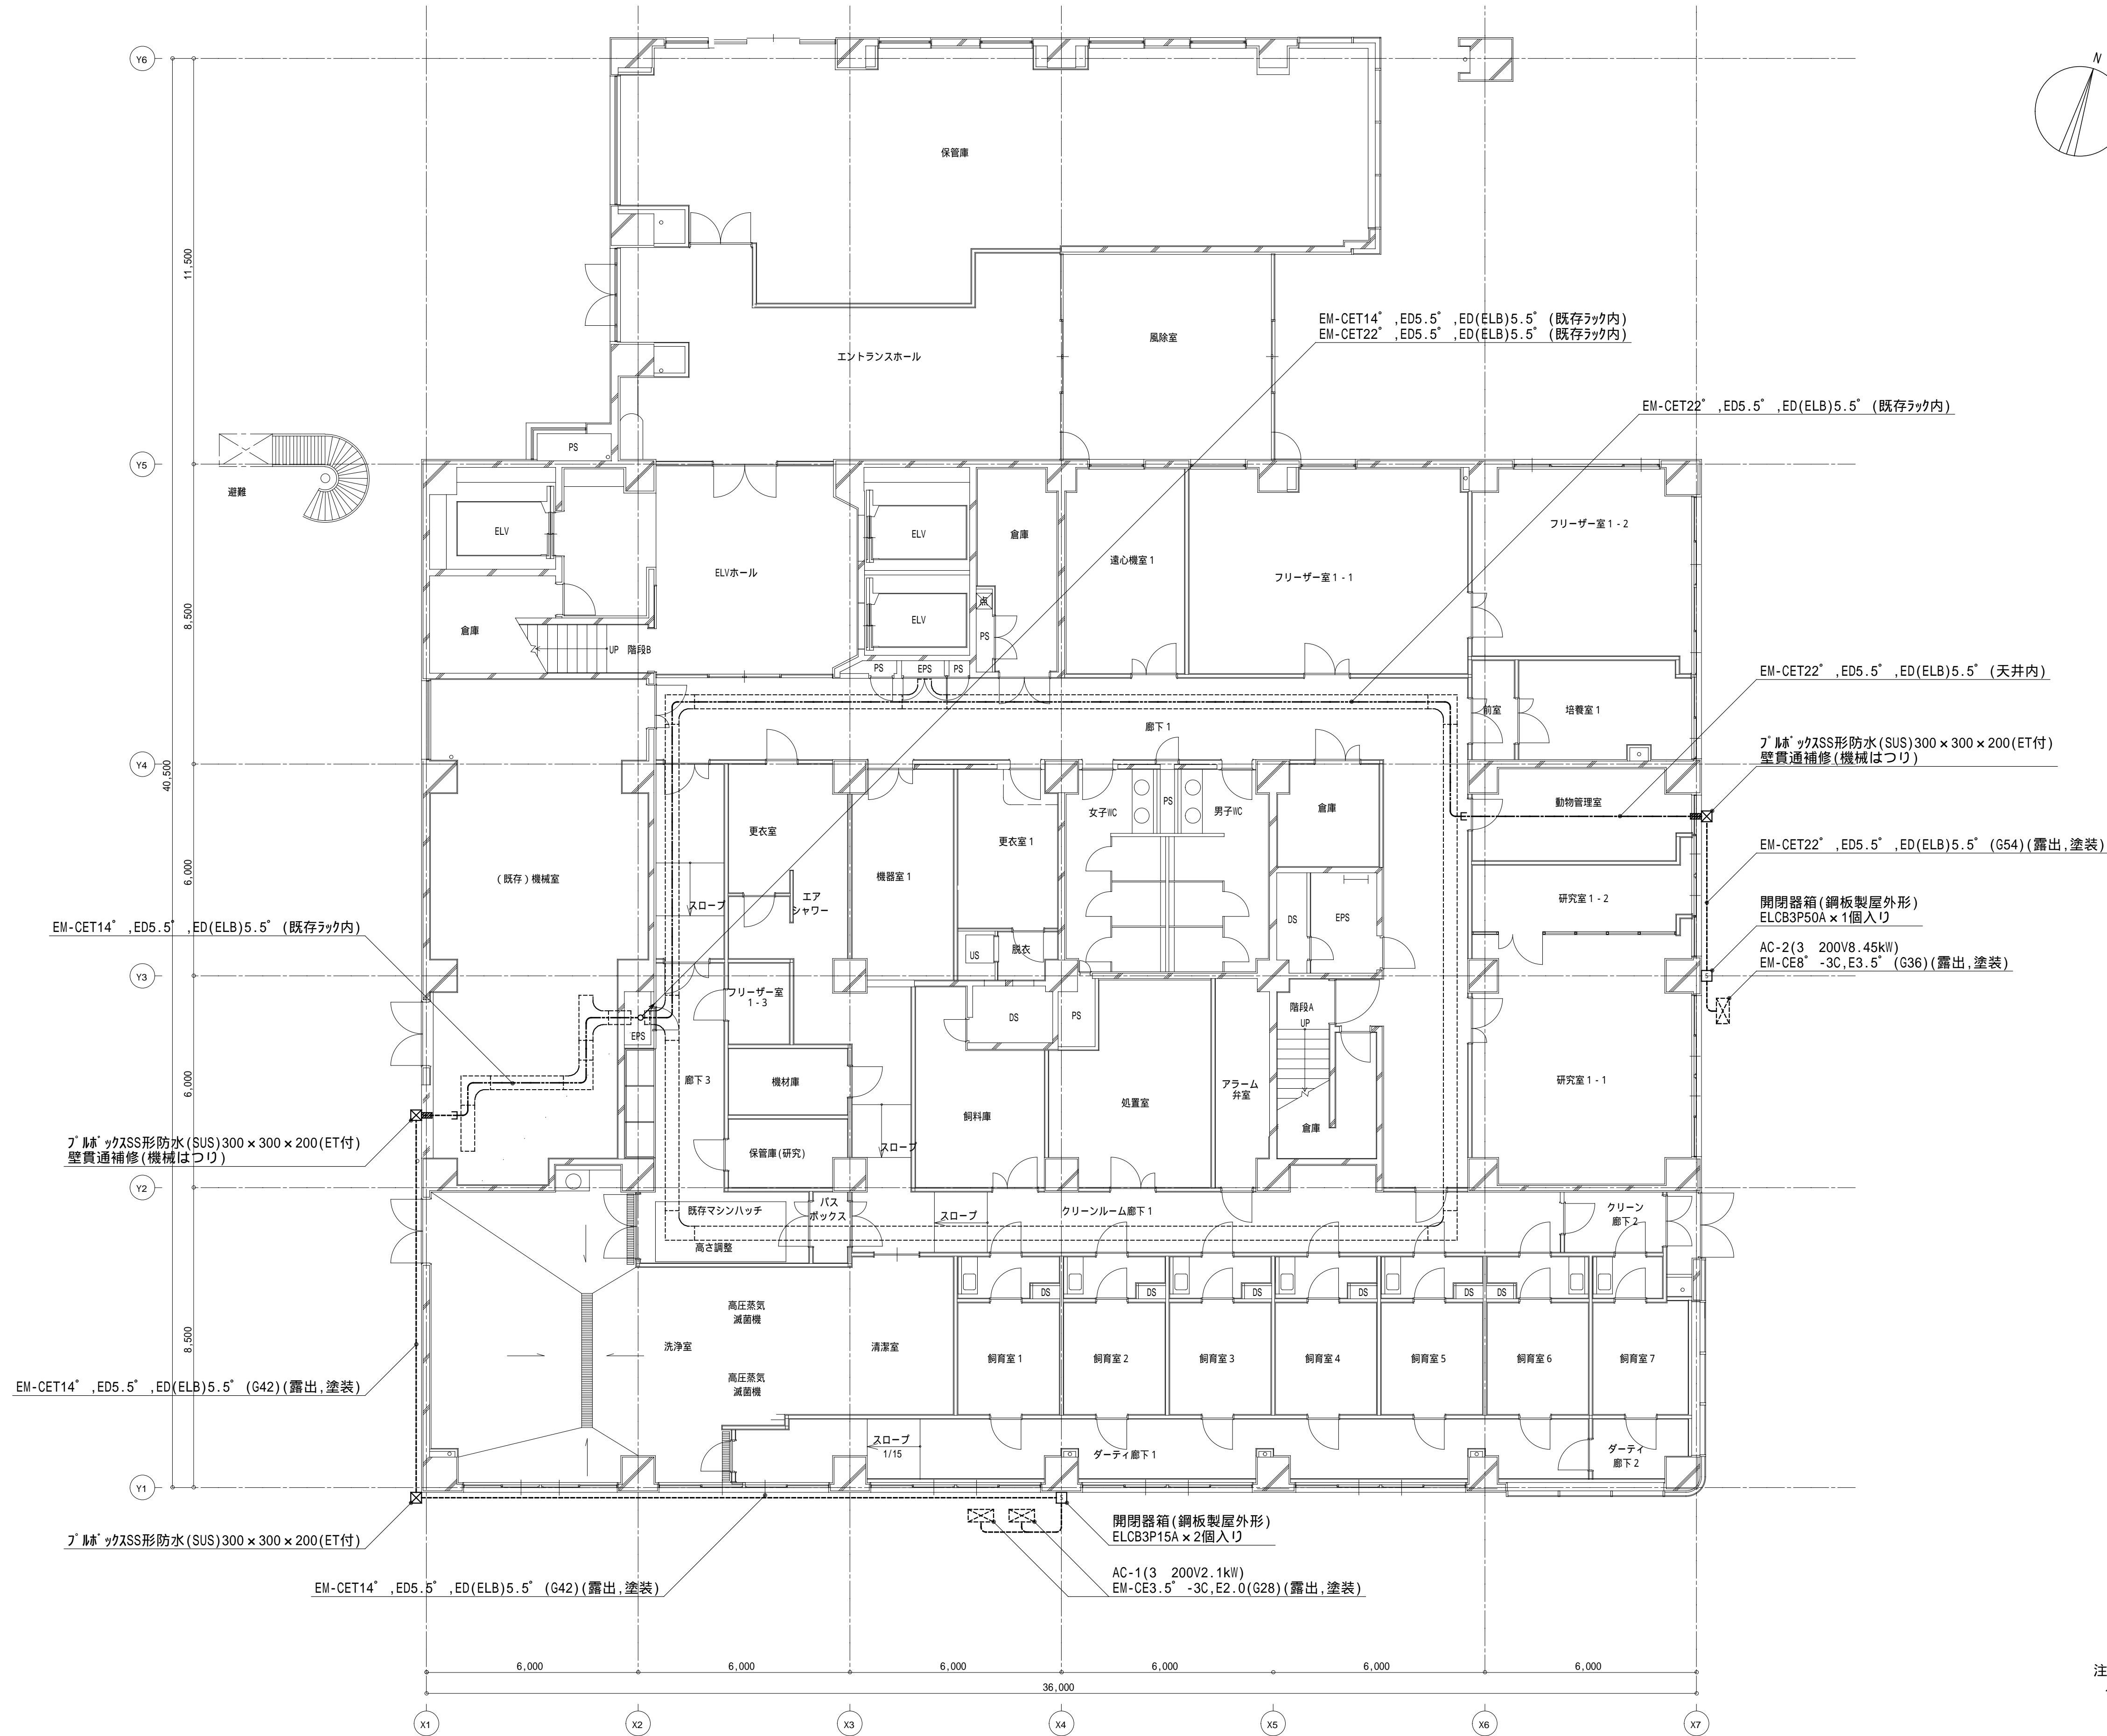 N
Y6
保管庫
11,500
EM-CET14°,ED5.5°,ED(ELB)5.5°(既存ﾗｯｸ内)
EM-CET22°,ED5.5°,ED(ELB)5.5°(既存ﾗｯｸ内)
風除室
エントランスホール
EM-CET22°,ED5.5°,ED(ELB)5.5°(既存ﾗｯｸ内)
PS
Y5
避難
ELV
ELV
倉庫
遠心機室1
フリーザー室1-2
ELVホール
フリーザー室1-1
点
8,500
倉庫
ELV
PS
UP 階段B
PS
EPS
PS
EM-CET22°,ED5.5°,ED(ELB)5.5°(天井内)
前室
培養室1
廊下1
ﾌﾟﾙﾎﾞｯｸｽSS形防水(SUS)300×300×200(ET付)
壁貫通補修(機械はつり)
Y4
40,500
女子WC
PS
男子WC
倉庫
動物管理室
更衣室
更衣室1
EM-CET22°,ED5.5°,ED(ELB)5.5°(G54)(露出,塗装)
6,000
(既存)機械室
機器室1
エア
シャワー
スロープ
研究室1-2
開閉器箱(鋼板製屋外形)
ELCB3P50A×1個入り
DS
EPS
EM-CET14°,ED5.5°,ED(ELB)5.5°(既存ﾗｯｸ内)
US
脱衣
AC-2(3 200V8.45kW)
EM-CE8°-3C,E3.5°(G36)(露出,塗装)
Y3
S
フリーザー室
1-3
DS
PS
階段A
UP
EPS
6,000
廊下3
機材庫
飼料庫
処置室
アラーム
弁室
研究室1-1
倉庫
ﾌﾟﾙﾎﾞｯｸｽSS形防水(SUS)300×300×200(ET付)
壁貫通補修(機械はつり)
保管庫(研究)
スロープ
Y2
既存マシンハッチ
パス
ボックス
スロープ
クリーンルーム廊下1
クリーン
廊下2
高さ調整
DS
DS
DS
DS
DS
DS
8,500
高圧蒸気
滅菌機
洗浄室
清潔室
飼育室1
飼育室2
飼育室3
飼育室4
飼育室5
飼育室6
飼育室7
高圧蒸気
滅菌機
EM-CET14°,ED5.5°,ED(ELB)5.5°(G42)(露出,塗装)
スロープ
1/15
ダーティ廊下1
ダーティ
廊下2
Y1
S
ﾌﾟﾙﾎﾞｯｸｽSS形防水(SUS)300×300×200(ET付)
開閉器箱(鋼板製屋外形)
ELCB3P15A×2個入り
EM-CET14°,ED5.5°,ED(ELB)5.5°(G42)(露出,塗装)
AC-1(3 200V2.1kW)
EM-CE3.5°-3C,E2.0(G28)(露出,塗装)
6,000
6,000
6,000
6,000
6,000
6,000
注
36,000
X1
X2
X3
X4
X5
X6
X7